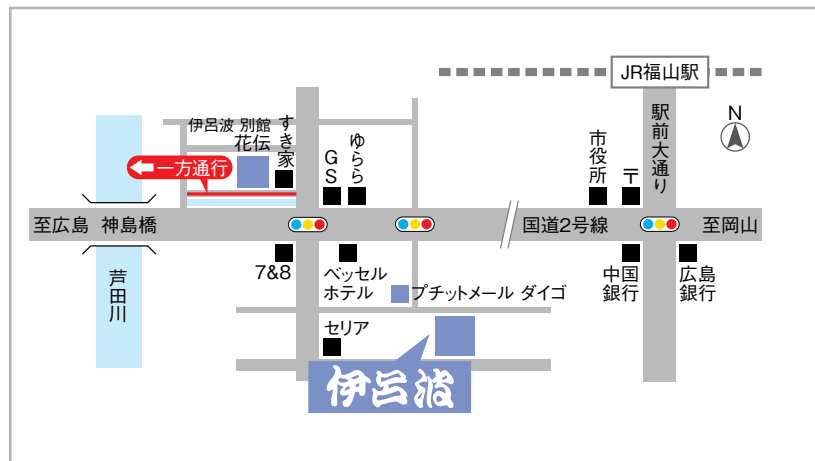 JR福山駅
駅前大通り
N
伊呂波 別館
花伝
すき家
GS
ゆらら
市役所
〒
一方通行
至広島 神島橋
国道2号線
至岡山
芦田川
7&8
ベッセル
ホテル
プチットメール ダイゴ
中国
銀行
広島
銀行
セリア
伊呂波